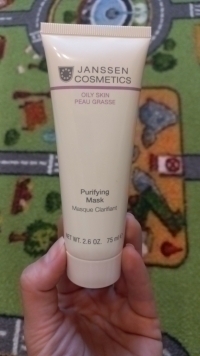 JANSSEN
COSMETICS
OILY SKIN
PEAU GRASSE
Purifying
Mask
Masque Clarifiant
NET WT. 2.6 OZ. 75 ml